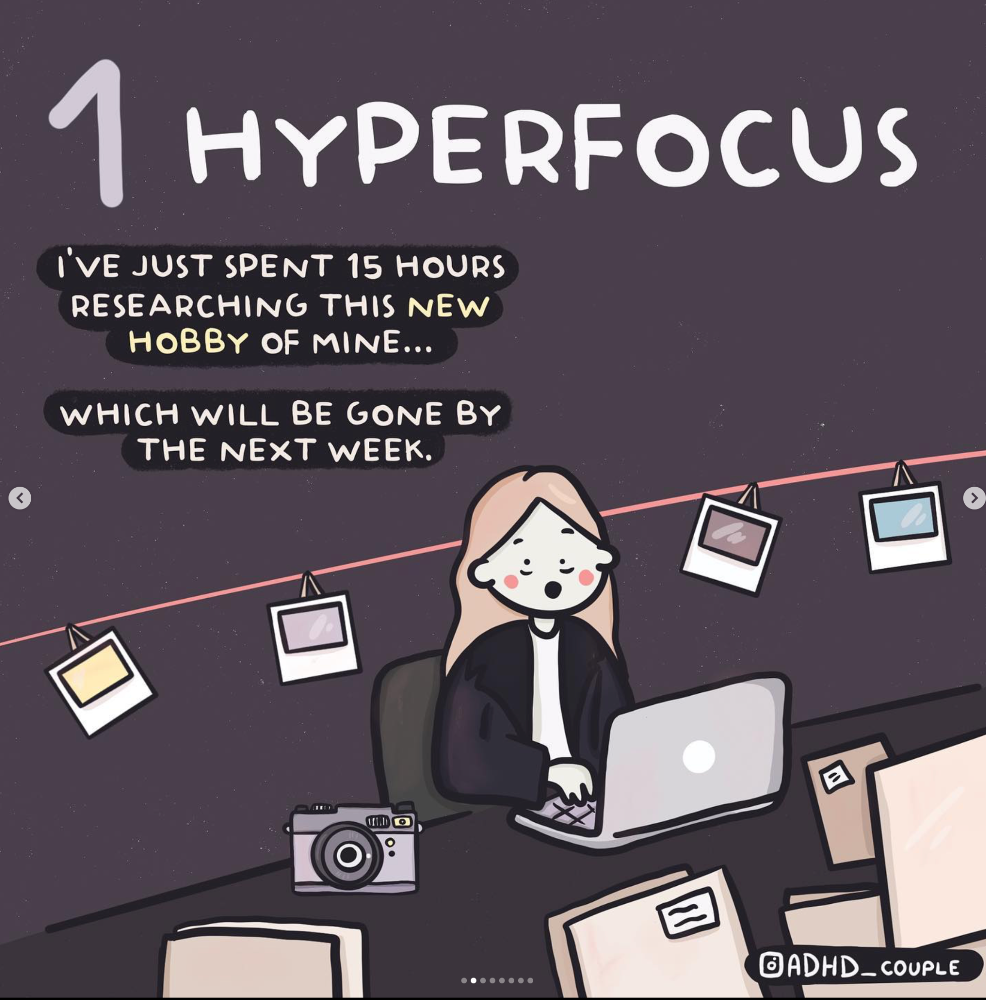 1 HYPERFOCUS
I'VE JUST SPENT 15 HOURS
RESEARCHING THIS NEW
HOBBY OF MINE...
WHICH WILL BE GONE BY
THE NEXT WEEK.
@ADHD_COUPLE